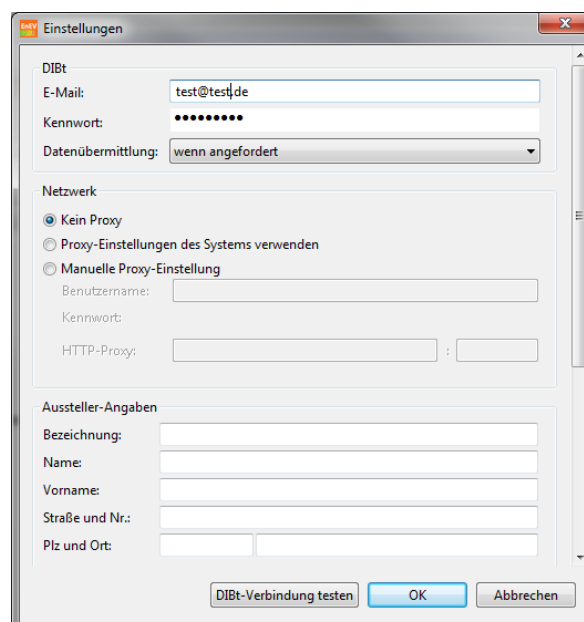 EnEV Einstellungen
DIBt
E-Mail: test@test.de
Kennwort: •••••••••
Datenübermittlung: wenn angefordert
Netzwerk
Kein Proxy
Proxy-Einstellungen des Systems verwenden
Manuelle Proxy-Einstellung
Benutzername:
Kennwort:
HTTP-Proxy: :
Aussteller-Angaben
Bezeichnung:
Name:
Vorname:
Straße und Nr.:
Plz und Ort:
DIBt-Verbindung testen OK Abbrechen